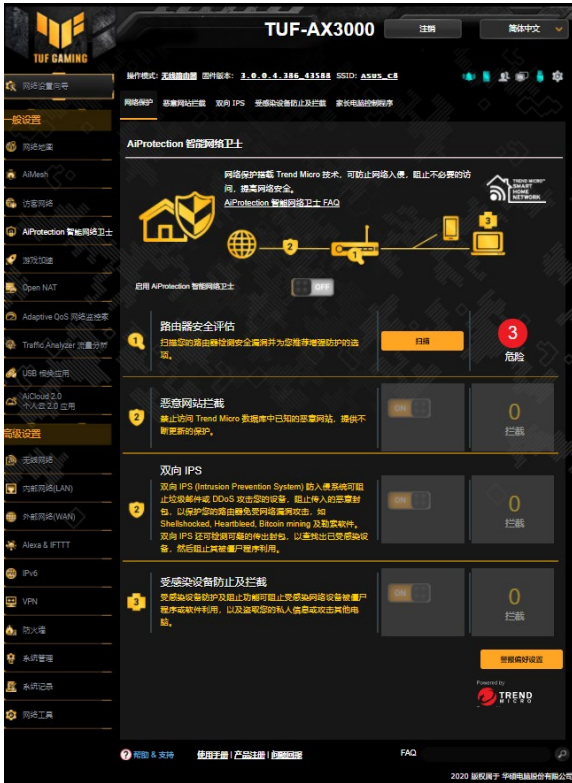 TUF GAMING
TUF-AX3000
注销
简体中文
操作模式: 无线路由器 固件版本: 3.0.0.4.386_43588 SSID: ASUS_C8
网络设置向导
一般设置
网络地图
AiMesh
访客网络
AiProtection 智能网络卫士
游戏加速
Open NAT
Adaptive QoS 网络监控家
Traffic Analyzer 流量分析
USB 相关应用
AiCloud 2.0
个人云 2.0 应用
高级设置
无线网络
内部网络(LAN)
外部网络(WAN)
Alexa & IFTTT
IPv6
VPN
防火墙
系统管理
系统记录
网络工具
网络保护
恶意网站拦截
双向 IPS
受感染设备防止及拦截
家长电脑控制程序
AiProtection 智能网络卫士
网络保护搭载 Trend Micro 技术，可防止网络入侵，阻止不必要的访
问，提高网络安全。
AiProtection 智能网络卫士 FAQ
TREND MICRO
SMART
HOME
NETWORK
3
2
1
启用 AiProtection 智能网络卫士
OFF
1
路由器安全评估
扫描您的路由器检测安全漏洞并为您推荐增强防护的选
项。
扫描
3
危险
2
恶意网站拦截
禁止访问 Trend Micro 数据库中已知的恶意网站，提供不
断更新的保护。
ON
0
拦截
2
双向 IPS
双向 IPS (Intrusion Prevention System) 防入侵系统可阻
止垃圾邮件或 DDoS 攻击您的设备，阻止传入的恶意封
包，以保护您的路由器免受网络漏洞攻击，如
Shellshocked, Heartbleed, Bitcoin mining 及勒索软件。
双向 IPS 还可检测可疑的传出封包，以查找出已受感染设
备，然后阻止其被僵尸程序利用。
ON
0
拦截
3
受感染设备防止及拦截
受感染设备防护及阻止功能可阻止受感染网络设备被僵尸
程序或软件利用，以及盗取您的私人信息或攻击其他电
脑。
ON
0
拦截
警报偏好设置
Powered by
TREND
MICRO
帮助 & 支持
使用手册 | 产品注册 | 问题回报
FAQ
2020 版权属于 华硕电脑股份有限公司